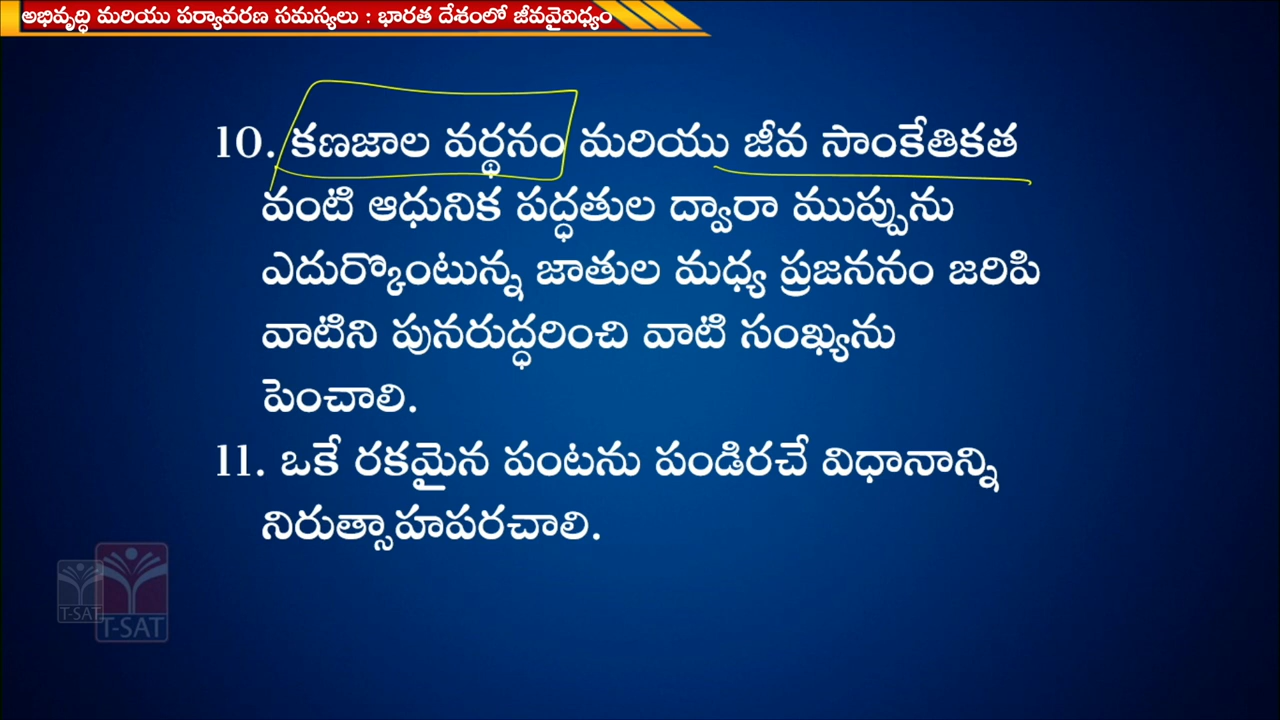 అభివృద్ధి మరియు పర్యావరణ సమస్యలు : భారత దేశంలో జీవవైవిధ్యం
10. కణజాల వర్థనం మరియు జీవ సాంకేతికత
వంటి ఆధునిక పద్ధతుల ద్వారా ముప్పును
ఎదుర్కొంటున్న జాతుల మధ్య ప్రజననం జరిపి
వాటిని పునరుద్ధరించి వాటి సంఖ్యను
పెంచాలి.
11. ఒకే రకమైన పంటను పండిరచే విధానాన్ని
నిరుత్సాహపరచాలి.
T-SAT
T-SAT